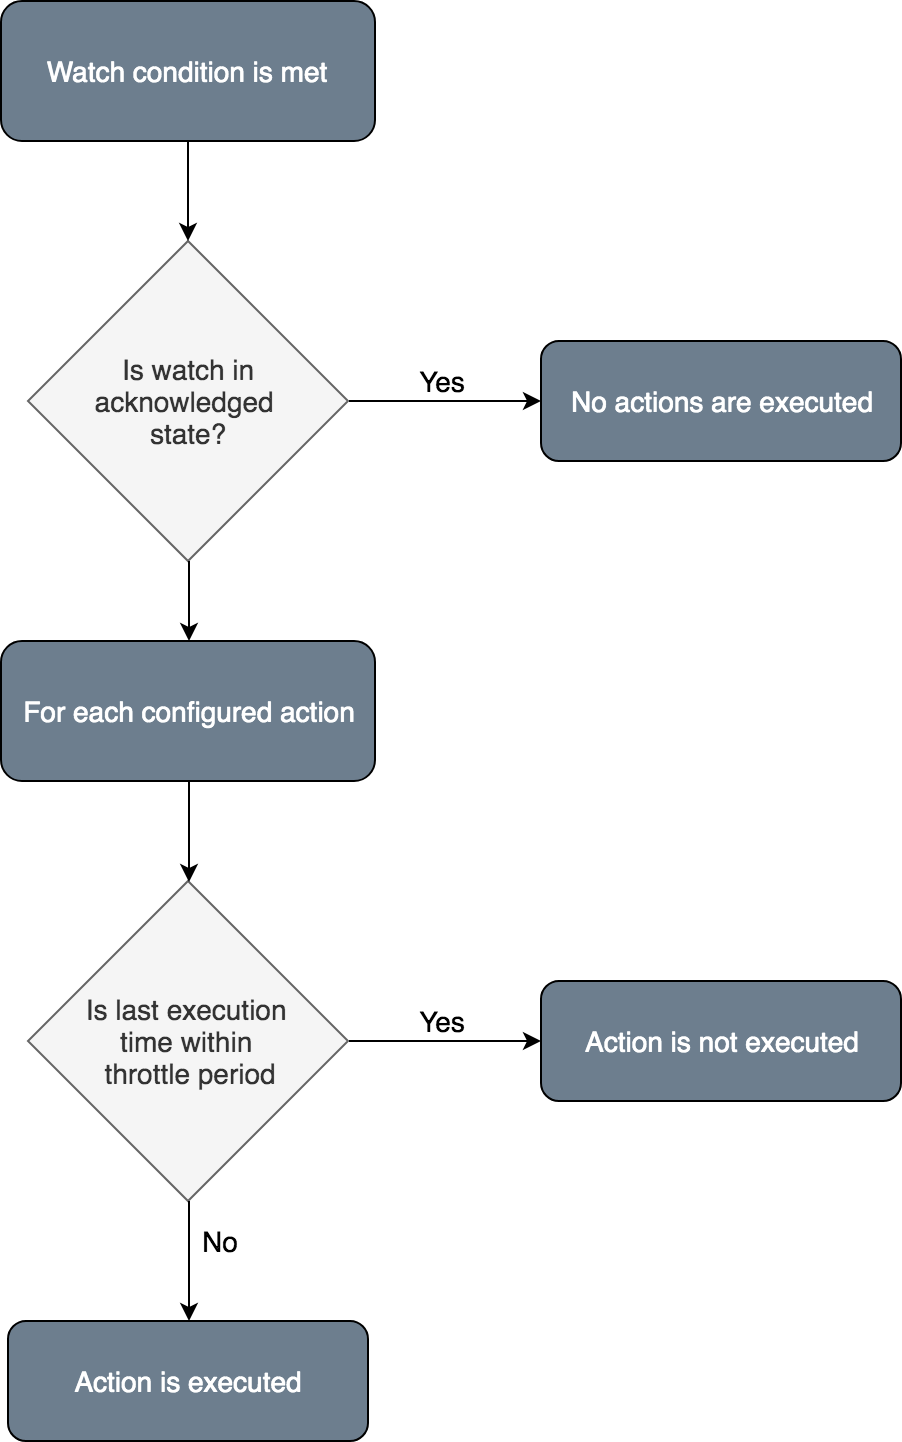 Watch condition is met
Is watch in
acknowledged
state?
Yes
No actions are executed
For each configured action
Is last execution
time within
throttle period
Yes
Action is not executed
No
Action is executed